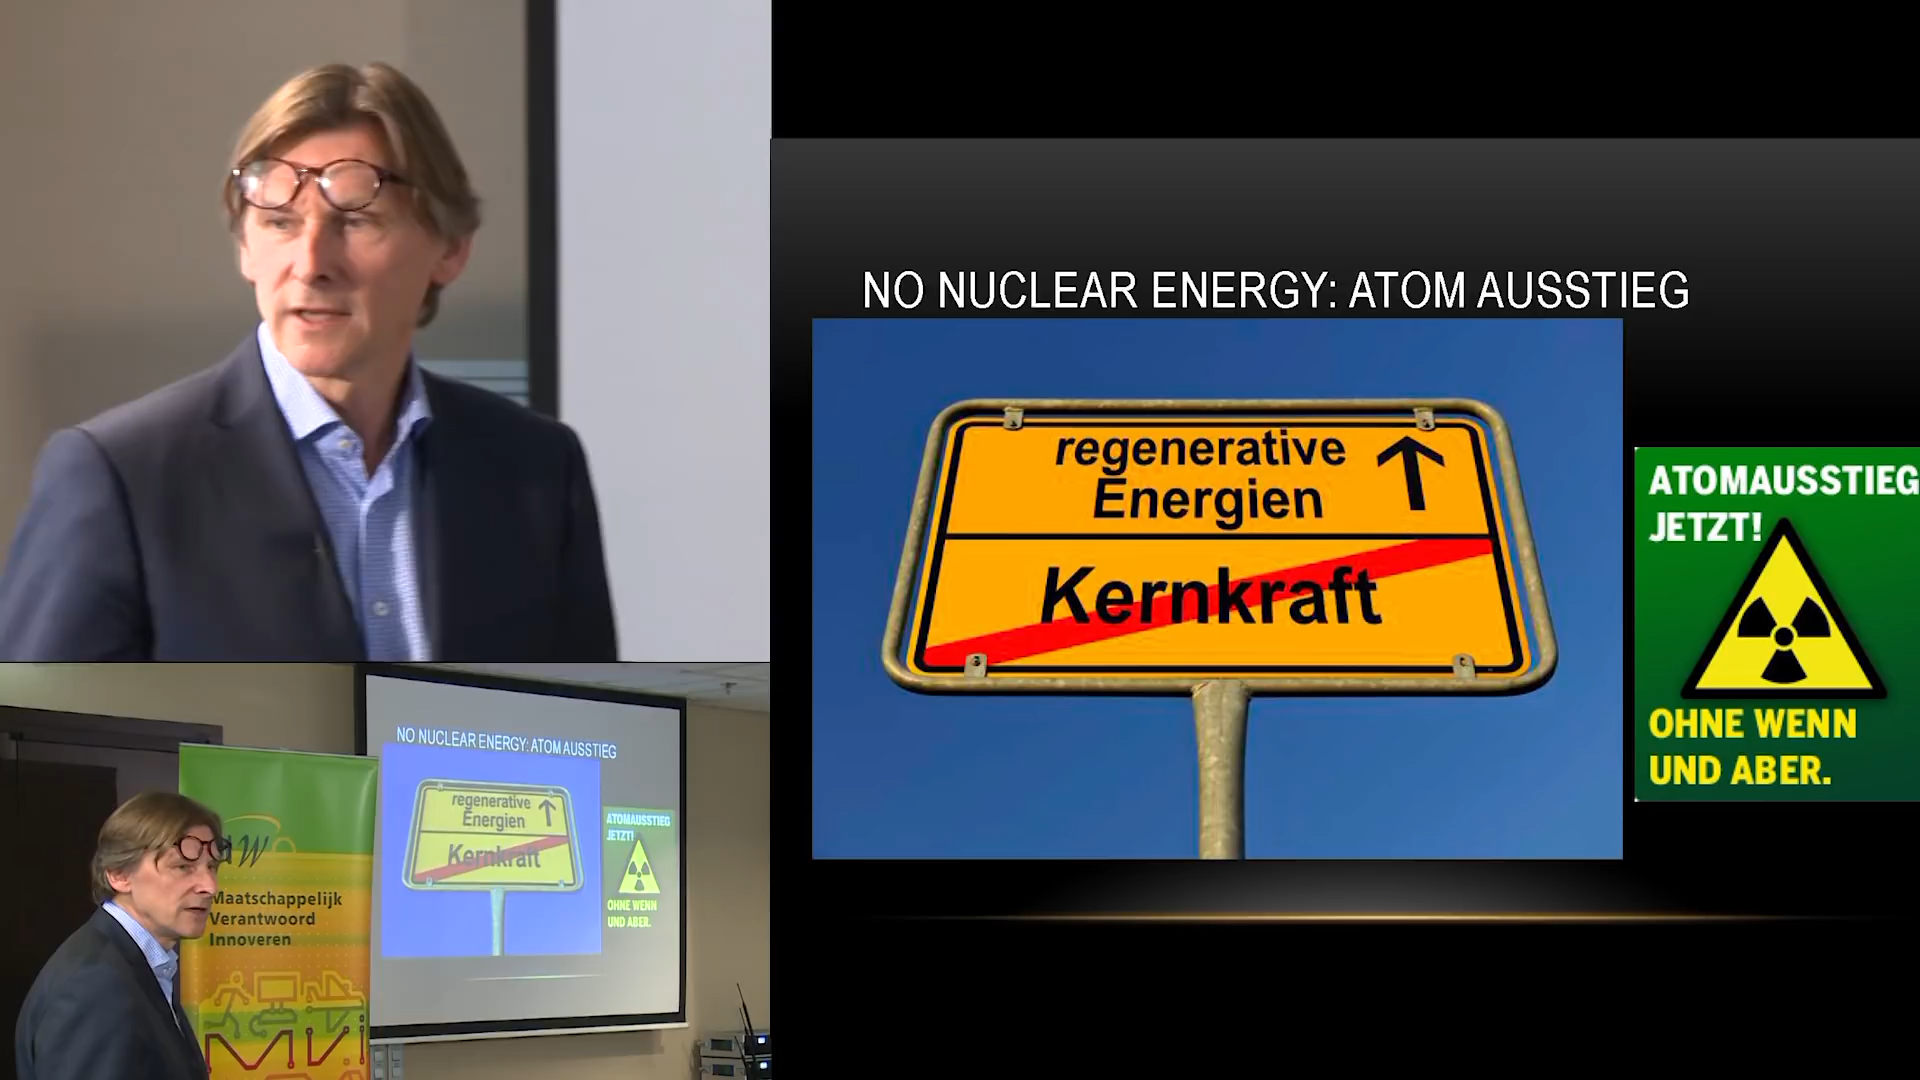 NO NUCLEAR ENERGY: ATOM AUSSTIEG
regenerative
Energien
Kernkraft
ATOMAUSSTIEG
JETZT!
OHNE WENN
UND ABER.
NO NUCLEAR ENERGY: ATOM AUSSTIEG
regenerative
Energien
Kernkraft
ATOMAUSSTIEG
JETZT!
OHNE WENN
UND ABER.
Maatschappelijk
Verantwoord
Innoveren